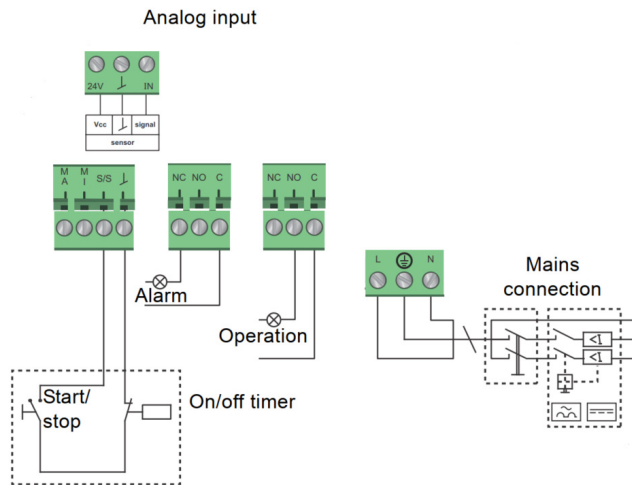 Analog input
24V IN
Vcc signal
sensor
M A M I S/S
NC NO C
NC NO C
L N
Alarm
Operation
Mains
connection
Start/
stop
On/off timer
<I
<I